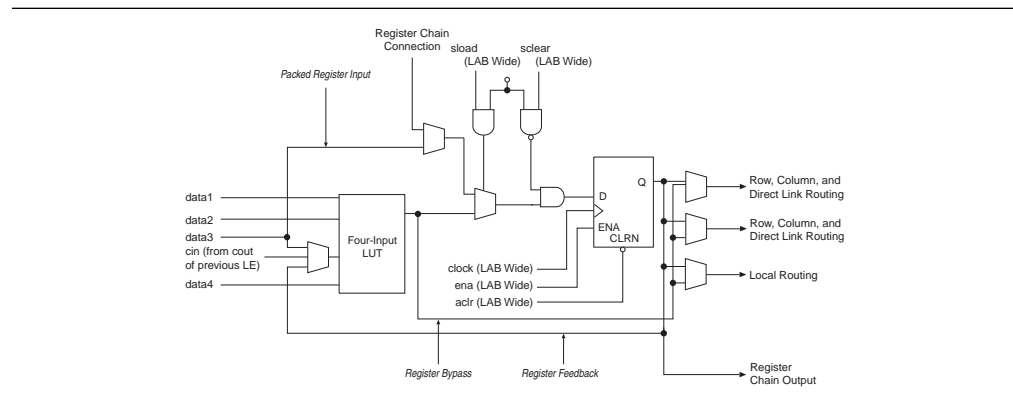 Register Chain
Connection
sload
(LAB Wide)
sclear
(LAB Wide)
Packed Register Input
data1
data2
data3
cin (from cout
of previous LE)
data4
Four-Input
LUT
D
Q
ENA
CLRN
clock (LAB Wide)
ena (LAB Wide)
aclr (LAB Wide)
Row, Column, and
Direct Link Routing
Row, Column, and
Direct Link Routing
Local Routing
Register Bypass
Register Feedback
Register
Chain Output